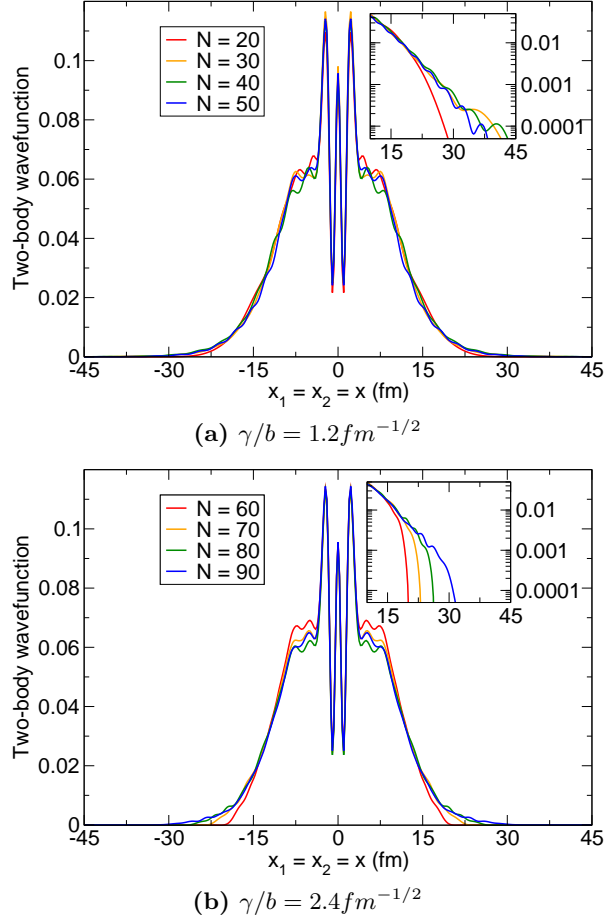 Two-body wavefunction
0.1
0.08
0.06
0.04
0.02
0
N = 20
N = 30
N = 40
N = 50
0.01
0.001
0.0001
15 30 45
-45 -30 -15 0 15 30 45
x₁ = x₂ = x (fm)
(a) γ/b = 1.2fm⁻¹/²
Two-body wavefunction
0.1
0.08
0.06
0.04
0.02
0
N = 60
N = 70
N = 80
N = 90
0.01
0.001
0.0001
15 30 45
-45 -30 -15 0 15 30 45
x₁ = x₂ = x (fm)
(b) γ/b = 2.4fm⁻¹/²